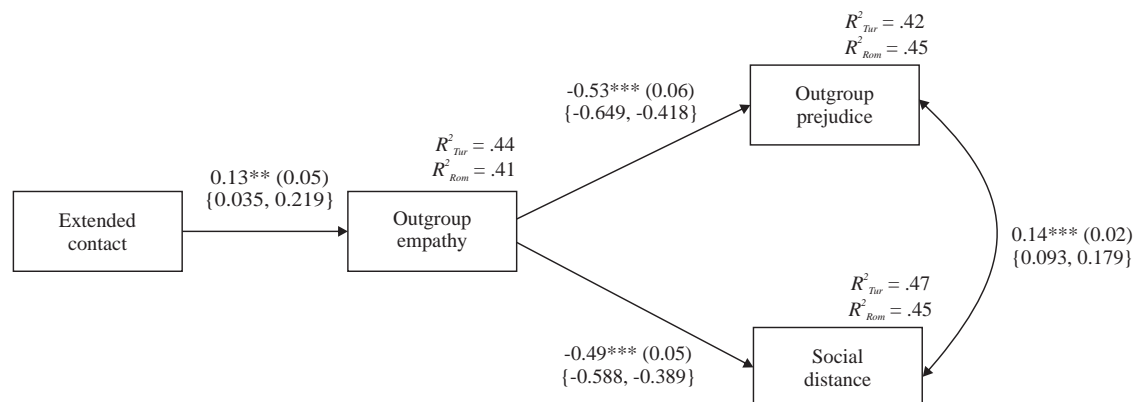 R²Tur = .42
R²Rom = .45
Outgroup
prejudice
-0.53*** (0.06)
{-0.649, -0.418}
R²Tur = .44
R²Rom = .41
0.13** (0.05)
{0.035, 0.219}
Extended
contact
Outgroup
empathy
0.14*** (0.02)
{0.093, 0.179}
R²Tur = .47
R²Rom = .45
-0.49*** (0.05)
{-0.588, -0.389}
Social
distance